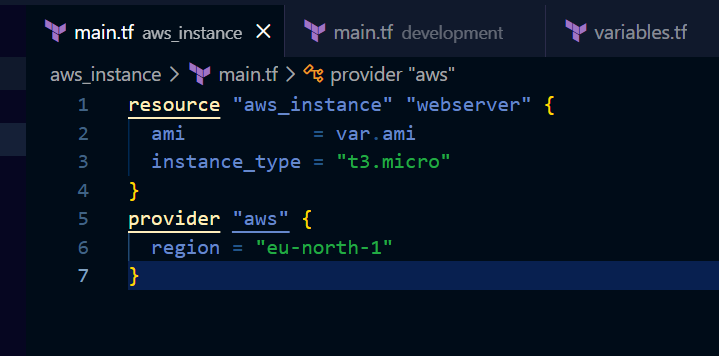 main.tf aws_instance × main.tf development variables.tf
aws_instance > main.tf > provider "aws"
1 resource "aws_instance" "webserver" {
2   ami           = var.ami
3   instance_type = "t3.micro"
4 }
5 provider "aws" {
6   region = "eu-north-1"
7 }